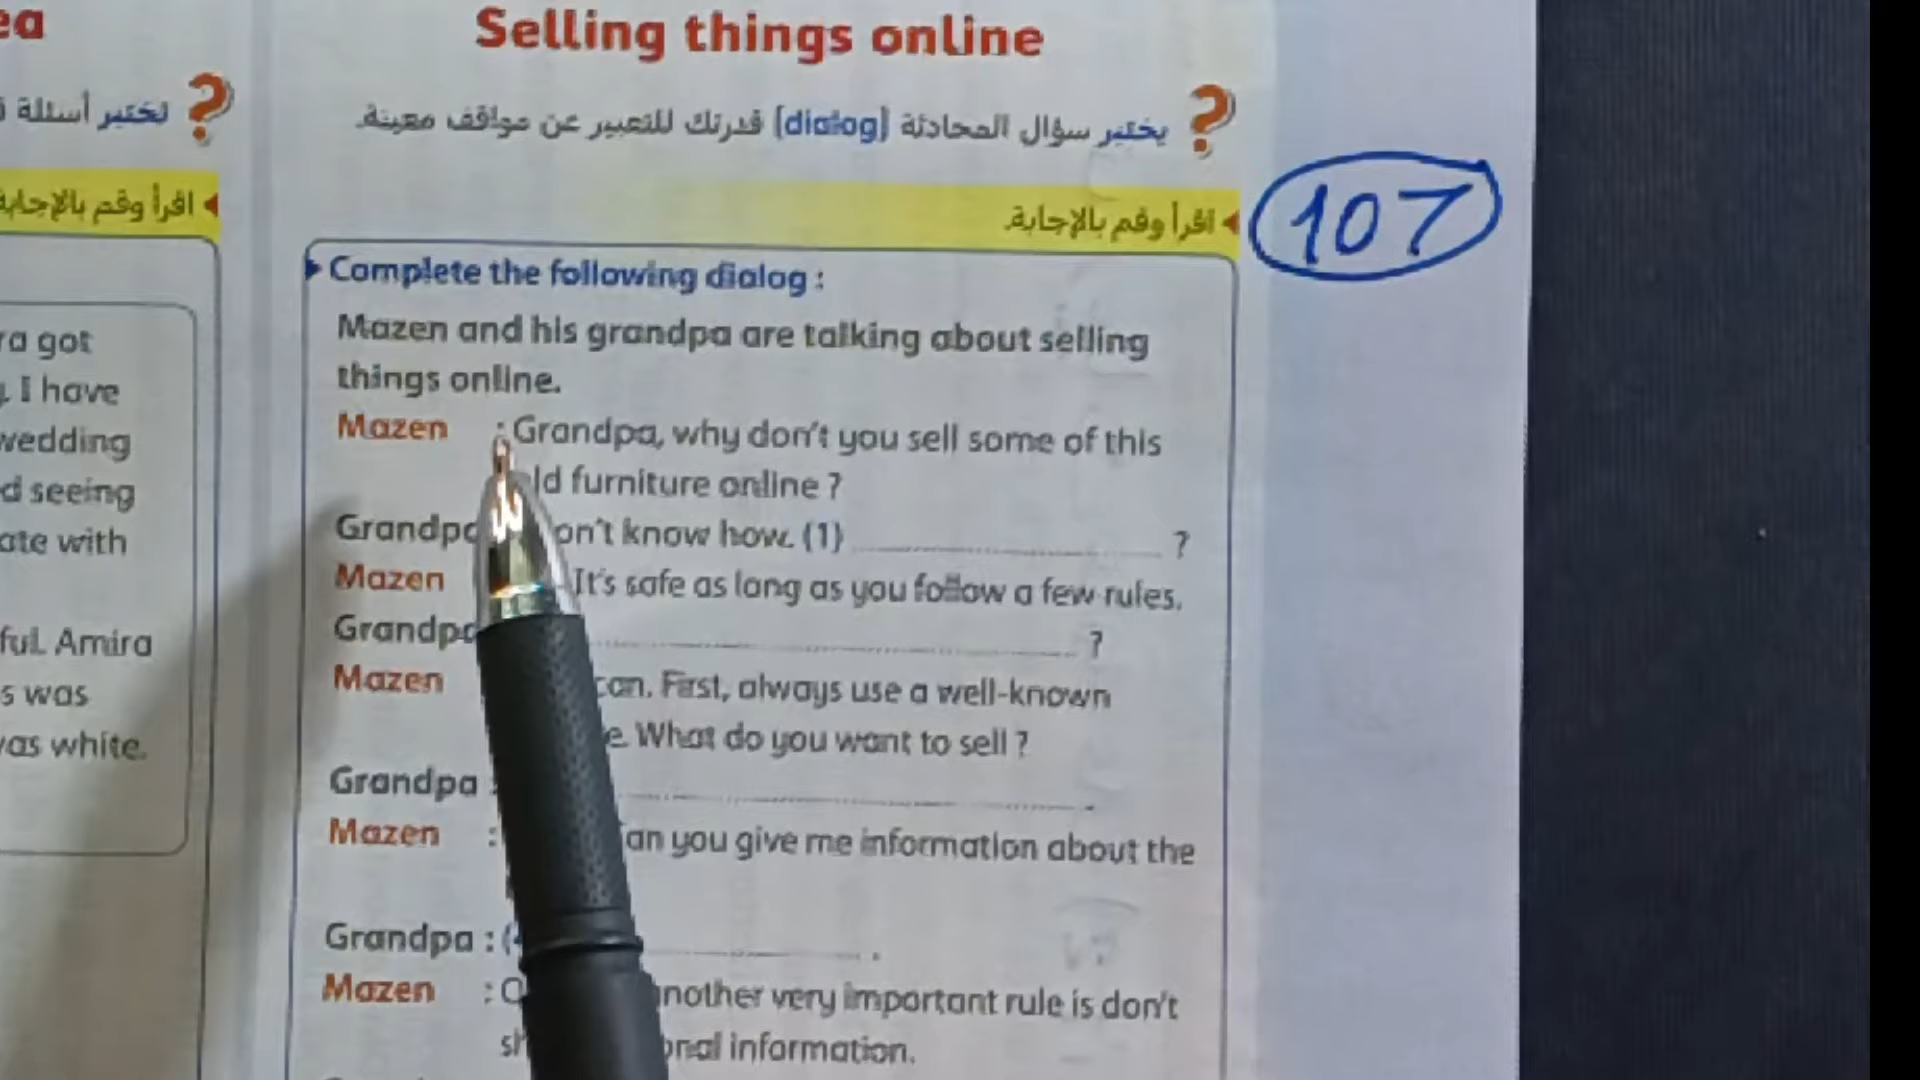 ea
Selling things online
تختبر أسئلة
يختبر سؤال المحادثة (dialog) قدرتك للتعبير عن مواقف معينة.
اقرأ وقم بالإجابة
اقرأ وقم بالإجابة.
107
Complete the following dialog :
Mazen and his grandpa are talking about selling
things online.
Mazen : Grandpa, why don't you sell some of this
ld furniture online ?
Grandpa on't know how. (1) ?
Mazen It's safe as long as you follow a few rules.
Grandpa ?
Mazen can. First, always use a well-known
e. What do you want to sell ?
Grandpa :
Mazen : an you give me information about the
Grandpa : ( .
Mazen : O nother very important rule is don't
sh onal information.
ra got
. I have
wedding
d seeing
ate with
ful. Amira
s was
was white.